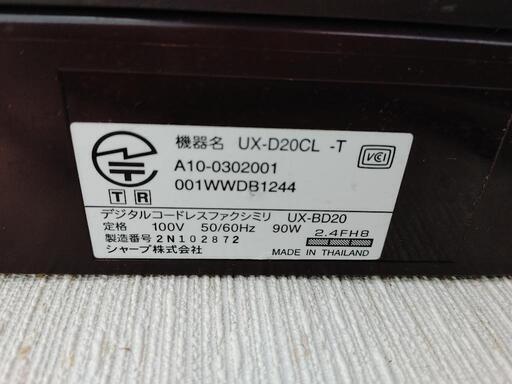 機器名 UX-D20CL -T
A10-0302001
001WWDB1244
T R
VCI
デジタルコードレスファクシミリ UX-BD20
定格 100V 50/60Hz 90W 2.4FH8
製造番号 2N102872
シャープ株式会社 MADE IN THAILAND